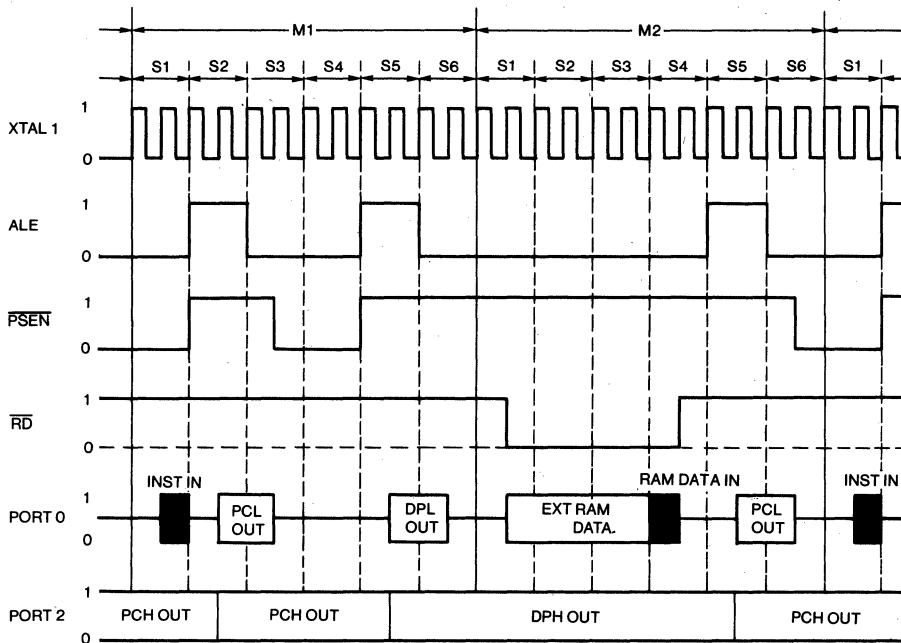 M1 M2
S1 S2 S3 S4 S5 S6 S1 S2 S3 S4 S5 S6 S1
1
XTAL 1
0
1
ALE
0
1
PSEN
0
1
RD
0
INST IN RAM DATA IN INST IN
1
PORT 0 PCL OUT DPL OUT EXT RAM DATA. PCL OUT
0
1
PORT 2 PCH OUT PCH OUT DPH OUT PCH OUT
0